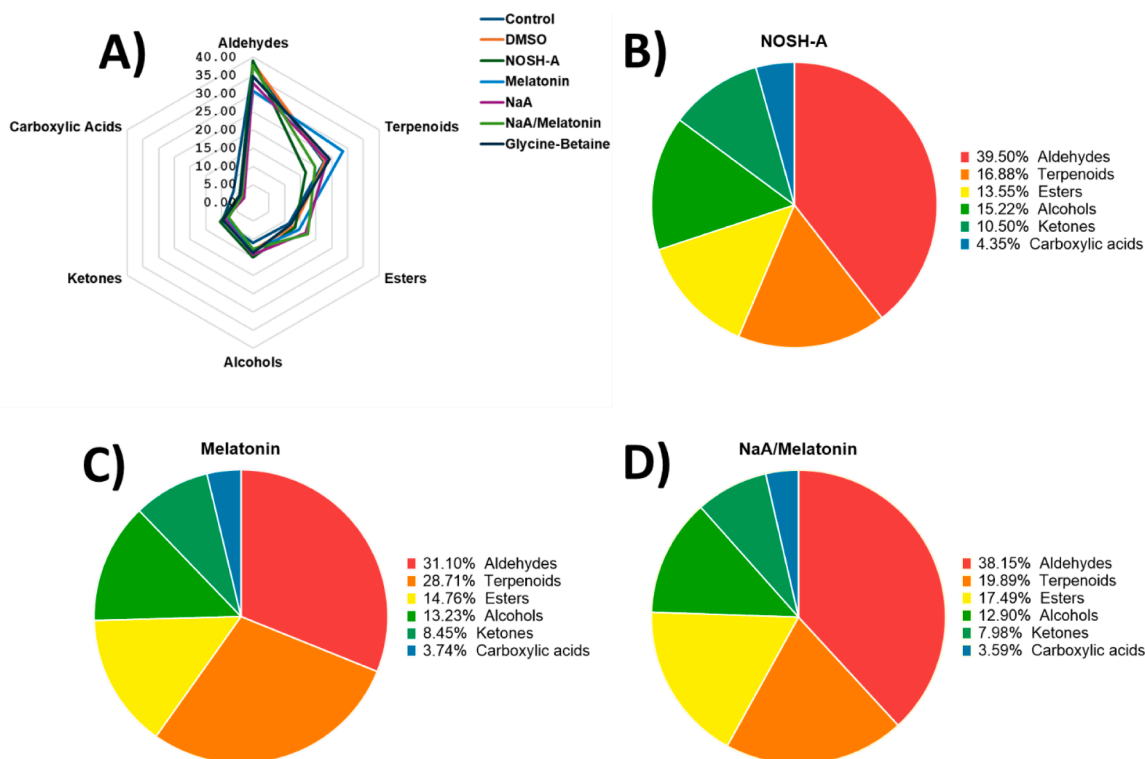 A)
Aldehydes
40.00
35.00
30.00
25.00
20.00
15.00
10.00
5.00
0.00
Terpenoids
Esters
Alcohols
Ketones
Carboxylic Acids
Control
DMSO
NOSH-A
Melatonin
NaA
NaA/Melatonin
Glycine-Betaine
B)
NOSH-A
39.50% Aldehydes
16.88% Terpenoids
13.55% Esters
15.22% Alcohols
10.50% Ketones
4.35% Carboxylic acids
C)
Melatonin
31.10% Aldehydes
28.71% Terpenoids
14.76% Esters
13.23% Alcohols
8.45% Ketones
3.74% Carboxylic acids
D)
NaA/Melatonin
38.15% Aldehydes
19.89% Terpenoids
17.49% Esters
12.90% Alcohols
7.98% Ketones
3.59% Carboxylic acids